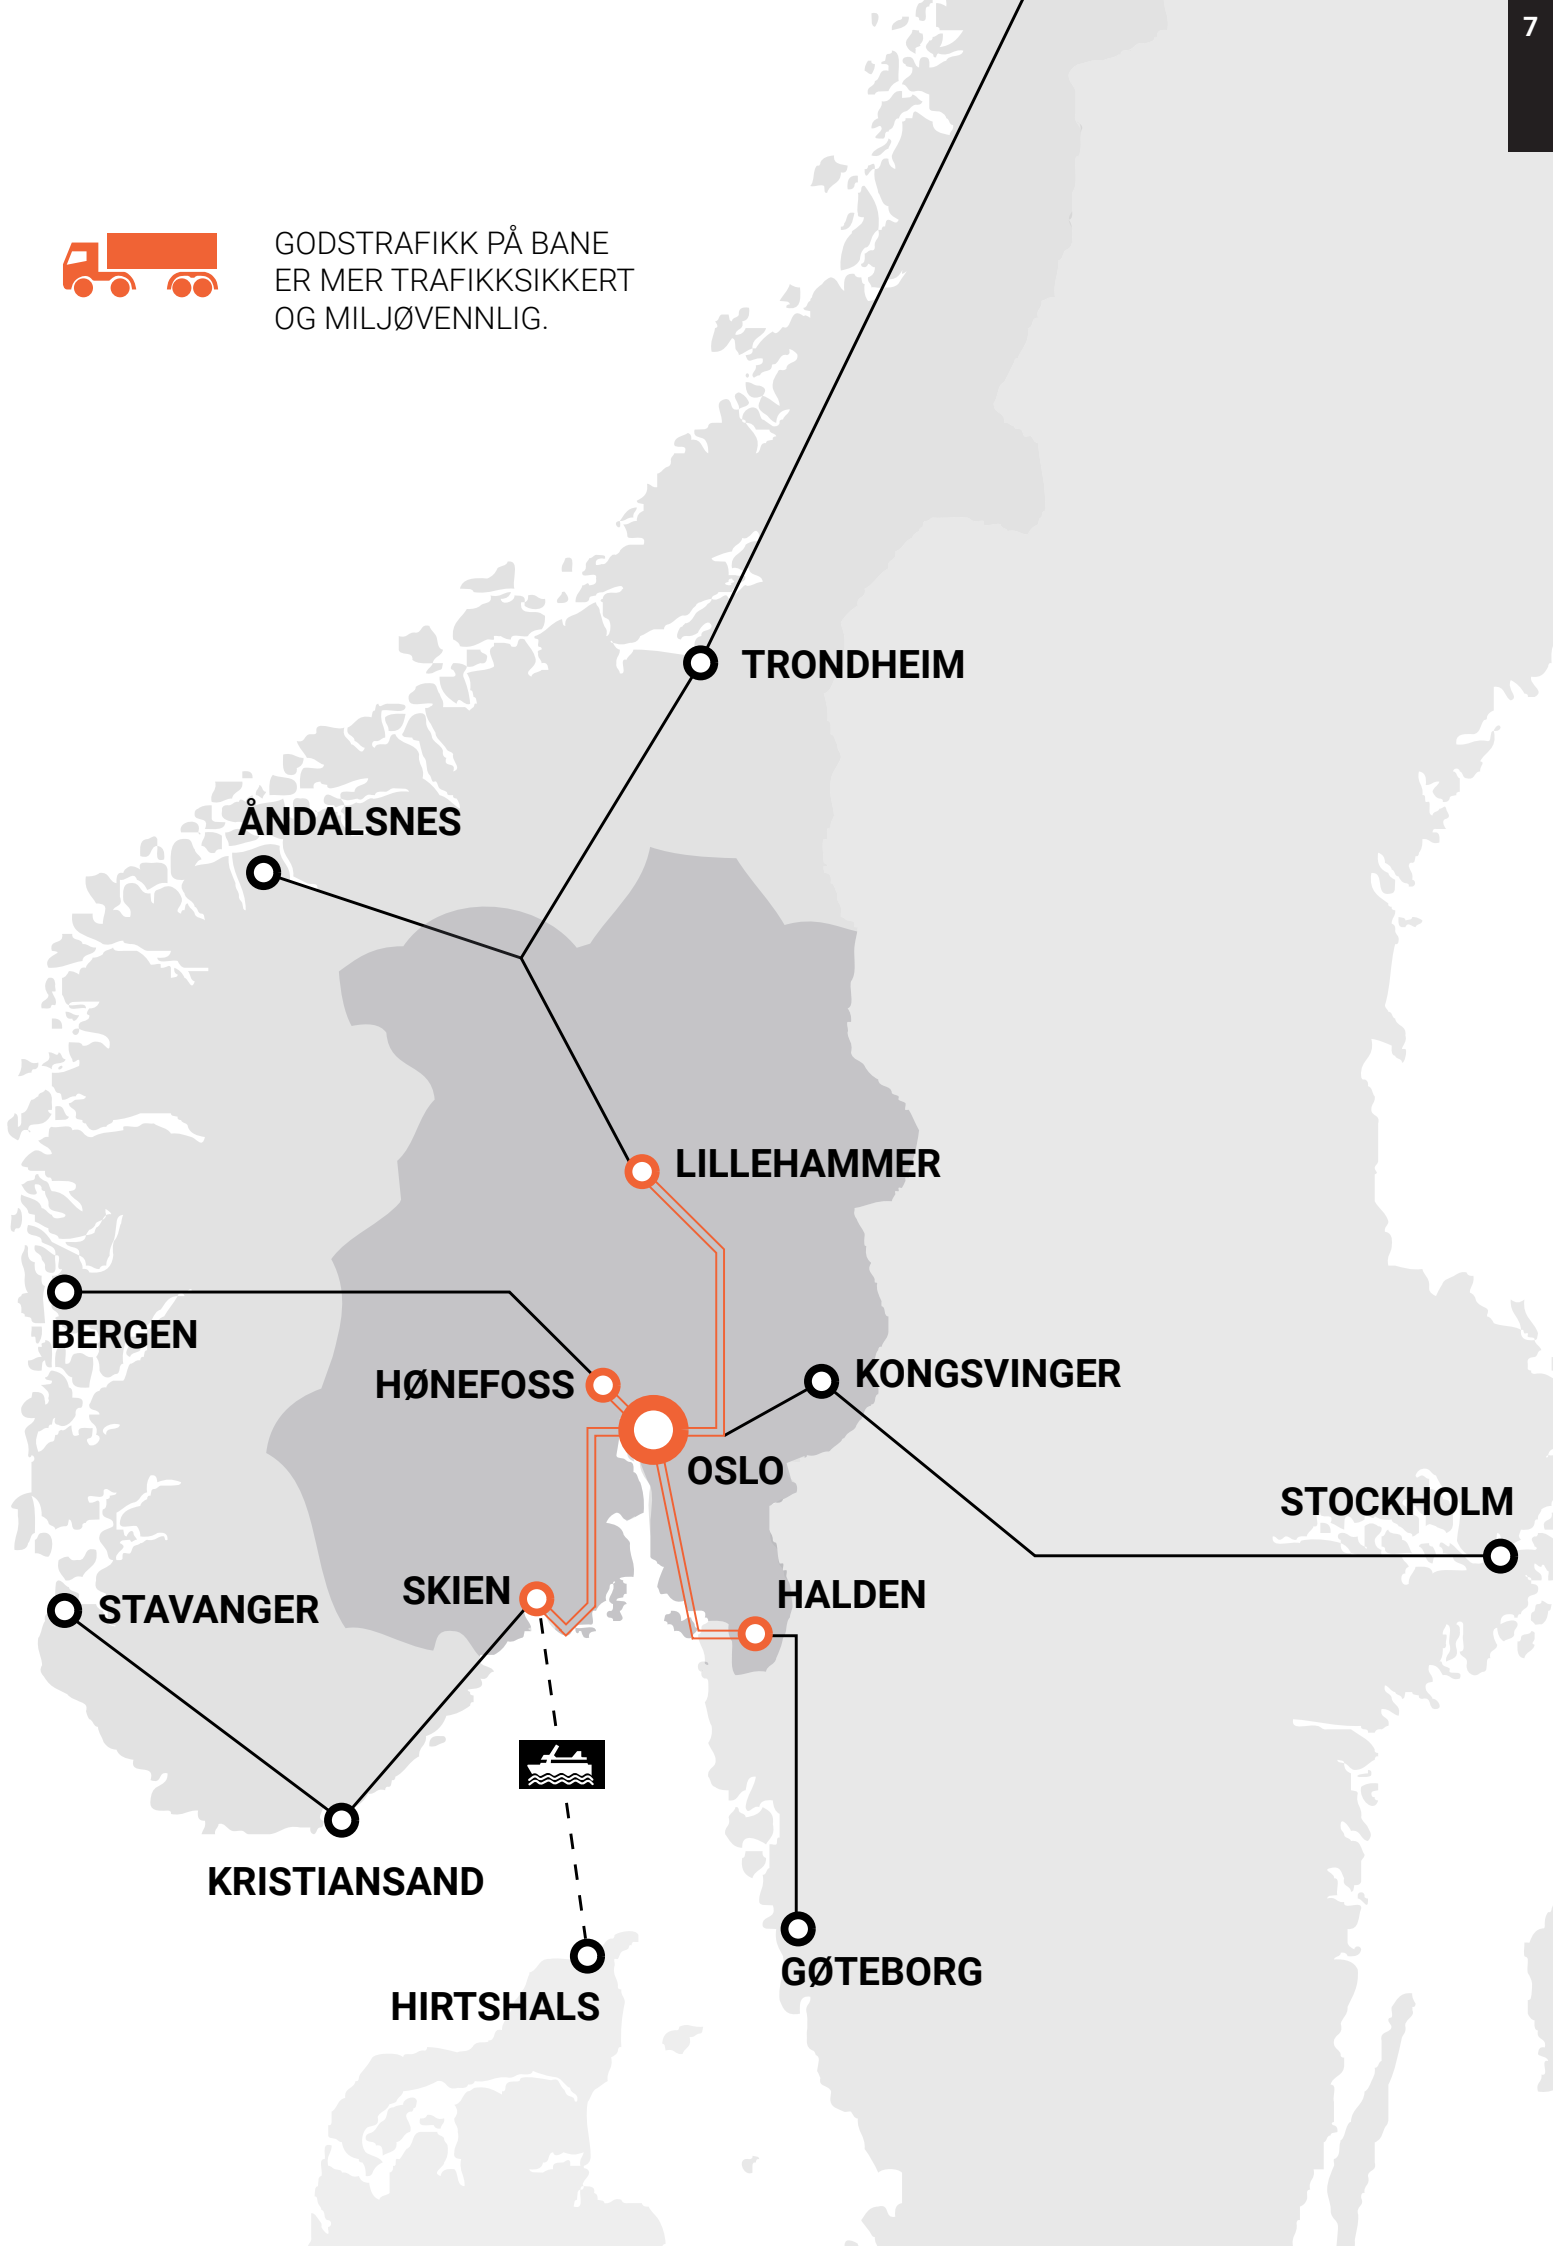 7
GODSTRAFIKK PÅ BANE
ER MER TRAFIKKSIKKERT
OG MILJØVENNLIG.
TRONDHEIM
ÅNDALSNES
LILLEHAMMER
BERGEN
HØNEFOSS
KONGSVINGER
OSLO
STOCKHOLM
SKIEN
HALDEN
STAVANGER
KRISTIANSAND
GØTEBORG
HIRTSHALS